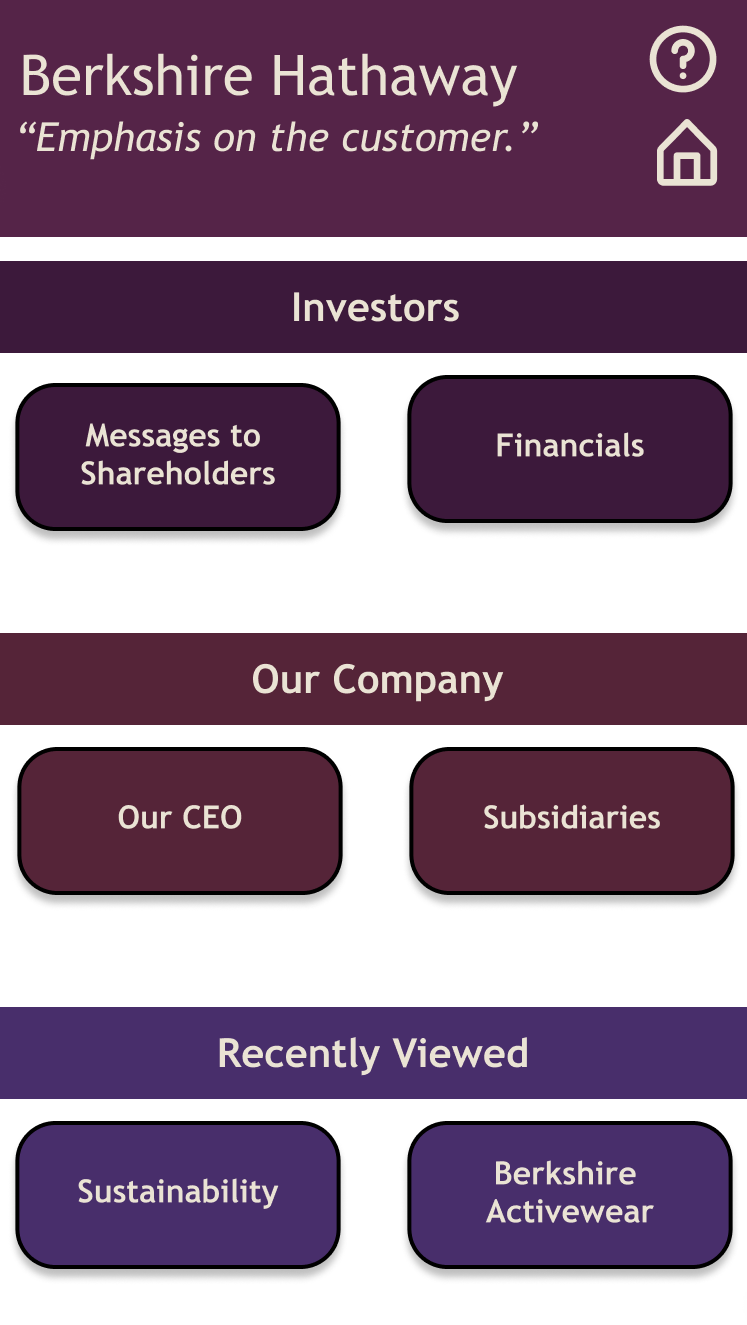 Berkshire Hathaway
“Emphasis on the customer.”
Investors
Messages to
Shareholders
Financials
Our Company
Our CEO
Subsidiaries
Recently Viewed
Sustainability
Berkshire
Activewear